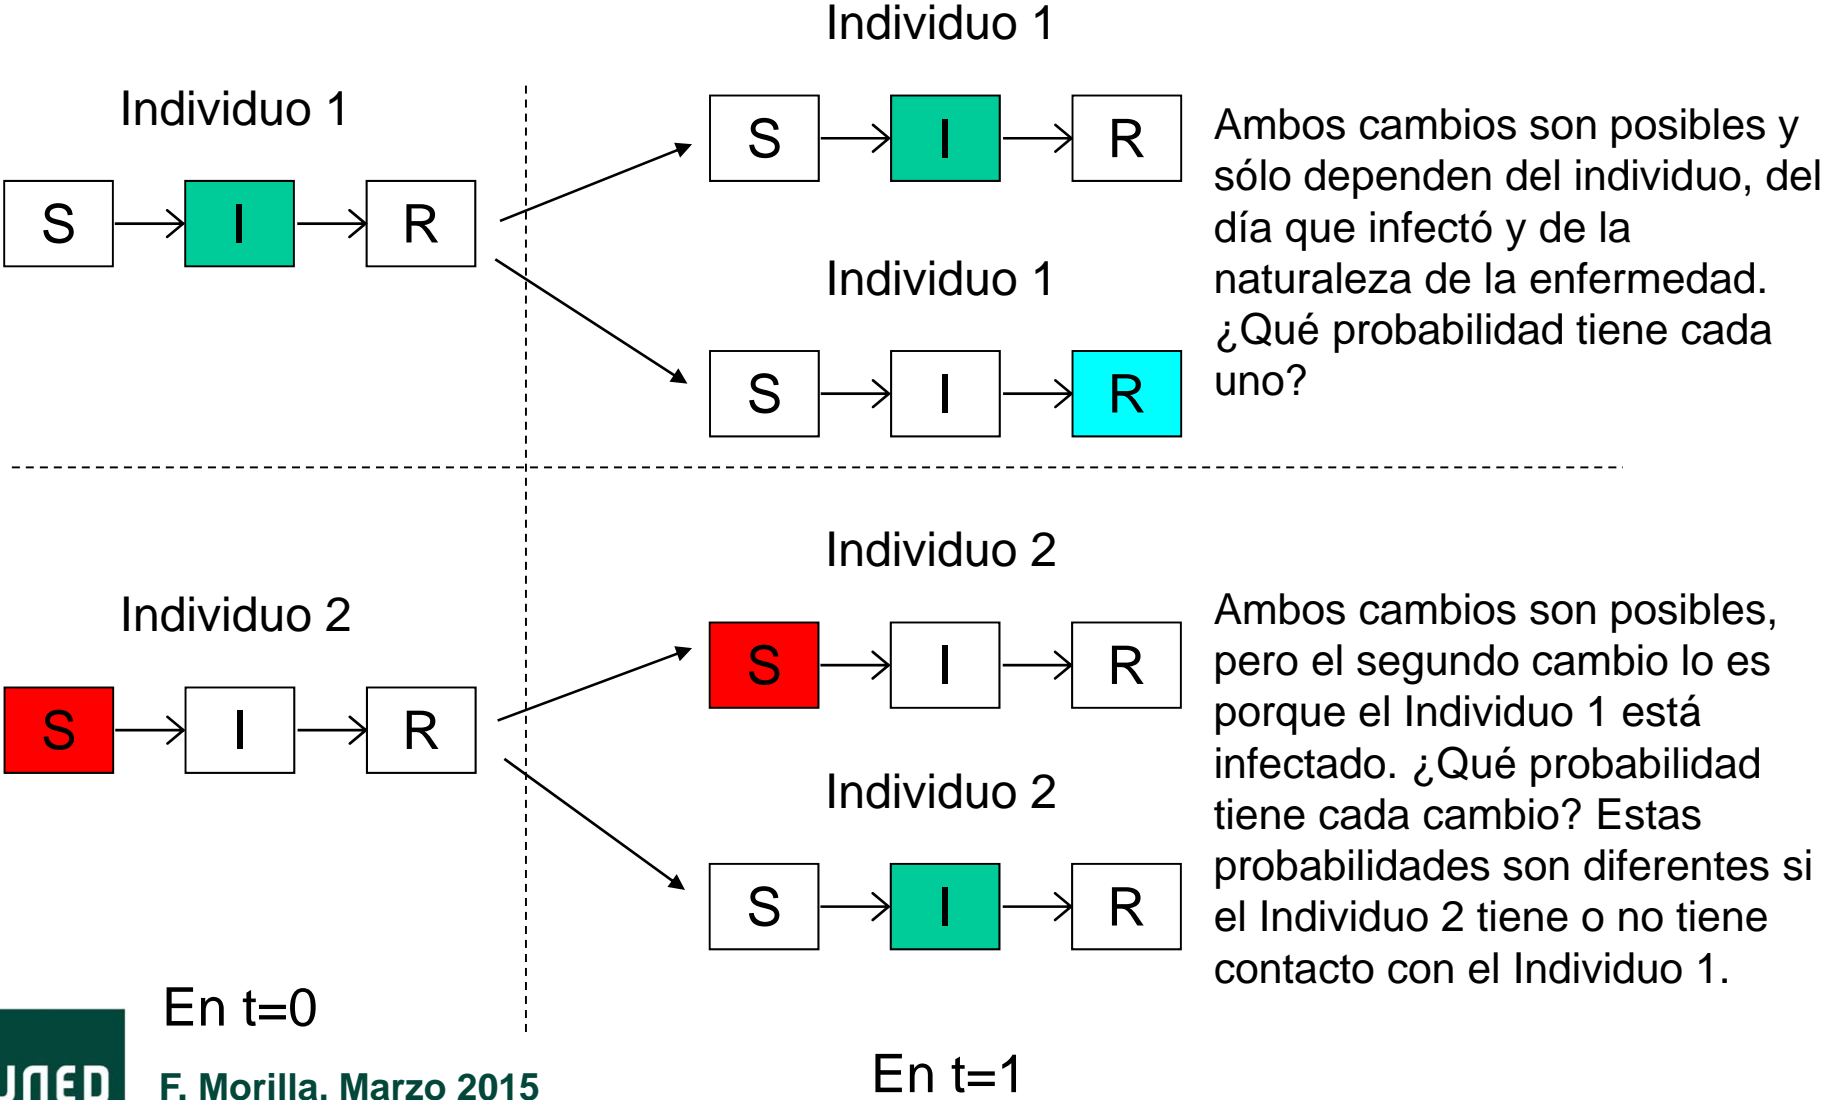 Individuo 1
S I R
Individuo 1
S I R
Ambos cambios son posibles y
sólo dependen del individuo, del
día que infectó y de la
naturaleza de la enfermedad.
¿Qué probabilidad tiene cada
uno?
Individuo 1
S I R
Individuo 2
S I R
Individuo 2
S I R
Ambos cambios son posibles,
pero el segundo cambio lo es
porque el Individuo 1 está
infectado. ¿Qué probabilidad
tiene cada cambio? Estas
probabilidades son diferentes si
el Individuo 2 tiene o no tiene
contacto con el Individuo 1.
Individuo 2
S I R
En t=0
En t=1
UNED
F. Morilla. Marzo 2015